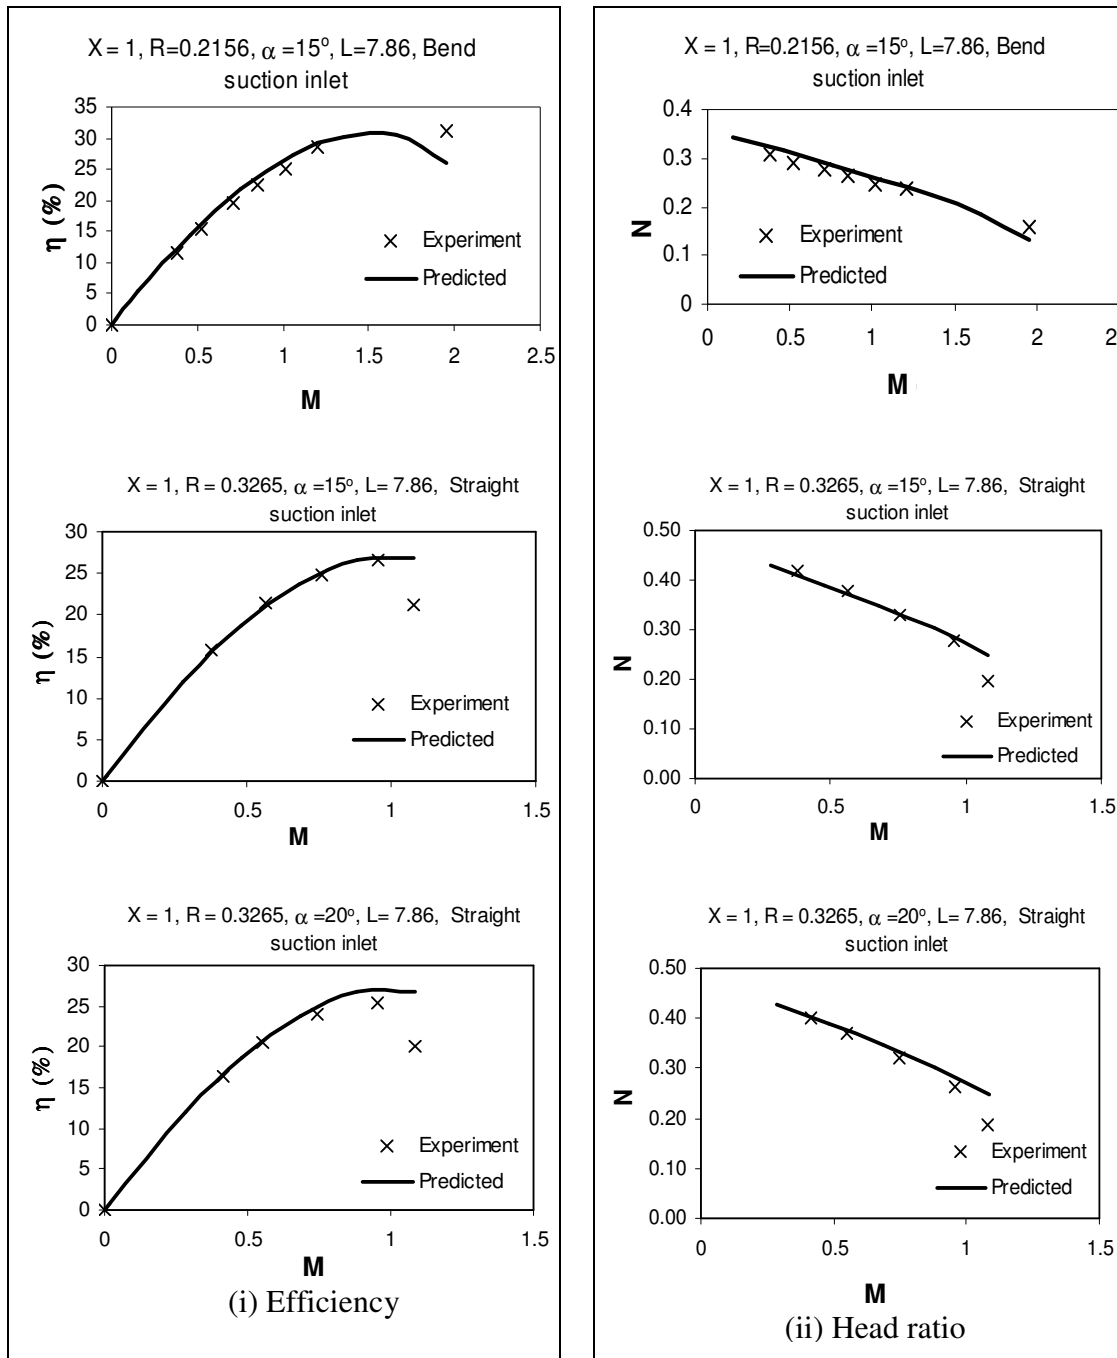 X = 1, R=0.2156, α =15°, L=7.86, Bend
suction inlet
35
30
25
20
15
10
5
0
η (%)
Experiment
Predicted
0 0.5 1 1.5 2 2.5
M
X = 1, R = 0.3265, α =15°, L= 7.86, Straight
suction inlet
30
25
20
15
10
5
0
η (%)
Experiment
Predicted
0 0.5 1 1.5
M
X = 1, R = 0.3265, α =20°, L= 7.86, Straight
suction inlet
30
25
20
15
10
5
0
η (%)
Experiment
Predicted
0 0.5 1 1.5
M
(i) Efficiency
X = 1, R=0.2156, α =15°, L=7.86, Bend
suction inlet
0.4
0.3
0.2
0.1
0
N
Experiment
Predicted
0 0.5 1 1.5 2 2
M
X = 1, R = 0.3265, α =15°, L= 7.86, Straight
suction inlet
0.50
0.40
0.30
0.20
0.10
0.00
N
Experiment
Predicted
0 0.5 1 1.5
M
X = 1, R = 0.3265, α =20°, L= 7.86, Straight
suction inlet
0.50
0.40
0.30
0.20
0.10
0.00
N
Experiment
Predicted
0 0.5 1 1.5
M
(ii) Head ratio